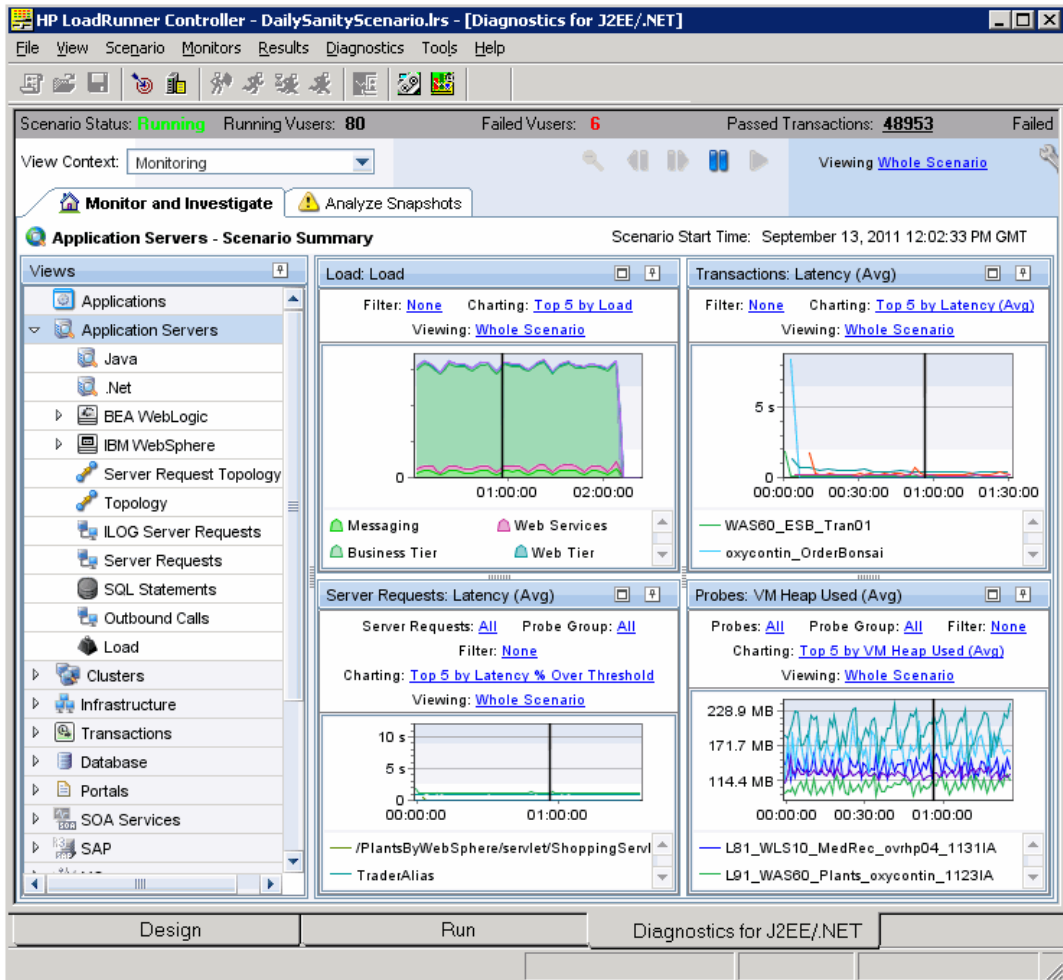 HP LoadRunner Controller - DailySanityScenario.lrs - [Diagnostics for J2EE/.NET]
File View Scenario Monitors Results Diagnostics Tools Help
Scenario Status: Running Running Vusers: 80 Failed Vusers: 6 Passed Transactions: 48953 Failed
View Context: Monitoring
Viewing Whole Scenario
Monitor and Investigate
Analyze Snapshots
Application Servers - Scenario Summary
Scenario Start Time: September 13, 2011 12:02:33 PM GMT
Views
Applications
Application Servers
Java
.Net
BEA WebLogic
IBM WebSphere
Server Request Topology
Topology
ILOG Server Requests
Server Requests
SQL Statements
Outbound Calls
Load
Clusters
Infrastructure
Transactions
Database
Portals
SOA Services
SAP
Load: Load
Filter: None Charting: Top 5 by Load
Viewing: Whole Scenario
0
01:00:00 02:00:00
Messaging Web Services
Business Tier Web Tier
Transactions: Latency (Avg)
Filter: None Charting: Top 5 by Latency (Avg)
Viewing: Whole Scenario
5 s
0
00:00:00 00:30:00 01:00:00 01:30:00
WAS60_ESB_Tran01
oxycontin_OrderBonsai
Server Requests: Latency (Avg)
Server Requests: All Probe Group: All
Filter: None
Charting: Top 5 by Latency % Over Threshold
Viewing: Whole Scenario
10 s
5 s
0
00:00:00 01:00:00
/PlantsByWebSphere/servlet/ShoppingServl
TraderAlias
Probes: VM Heap Used (Avg)
Probes: All Probe Group: All Filter: None
Charting: Top 5 by VM Heap Used (Avg)
Viewing: Whole Scenario
228.9 MB
171.7 MB
114.4 MB
00:00:00 00:30:00 01:00:00
L81_WLS10_MedRec_ovrhp04_1131IA
L91_WAS60_Plants_oxycontin_1123IA
Design Run Diagnostics for J2EE/.NET